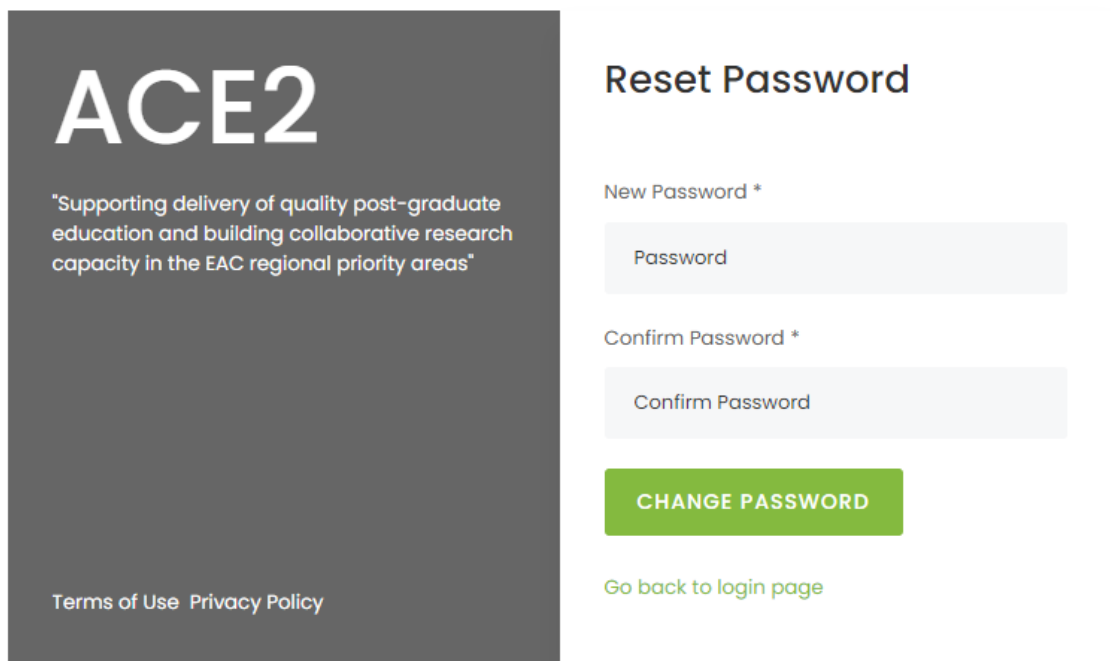 ACE2
"Supporting delivery of quality post-graduate
education and building collaborative research
capacity in the EAC regional priority areas"
Terms of Use Privacy Policy
Reset Password
New Password *
Password
Confirm Password *
Confirm Password
CHANGE PASSWORD
Go back to login page